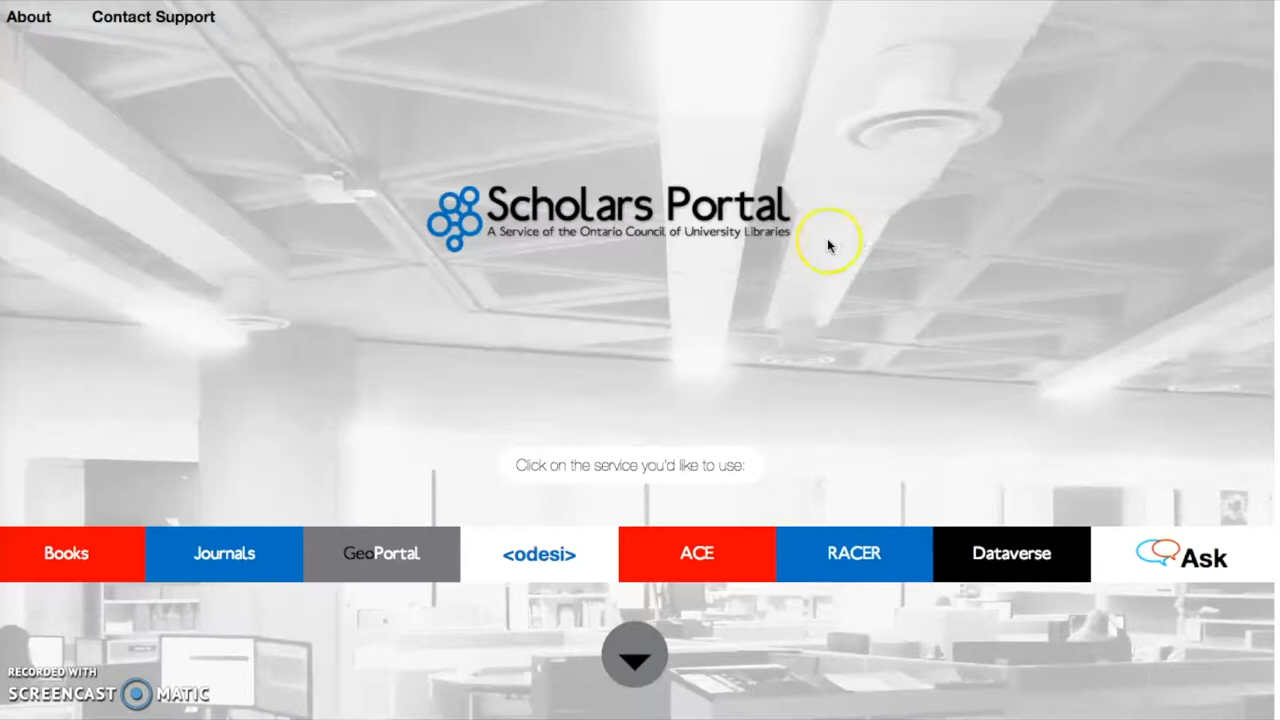 About
Contact Support
Scholars Portal
A Service of the Ontario Council of University Libraries
Click on the service you'd like to use:
Books
Journals
GeoPortal
<odesi>
ACE
RACER
Dataverse
Ask
RECORDED WITH
SCREENCAST MATIC